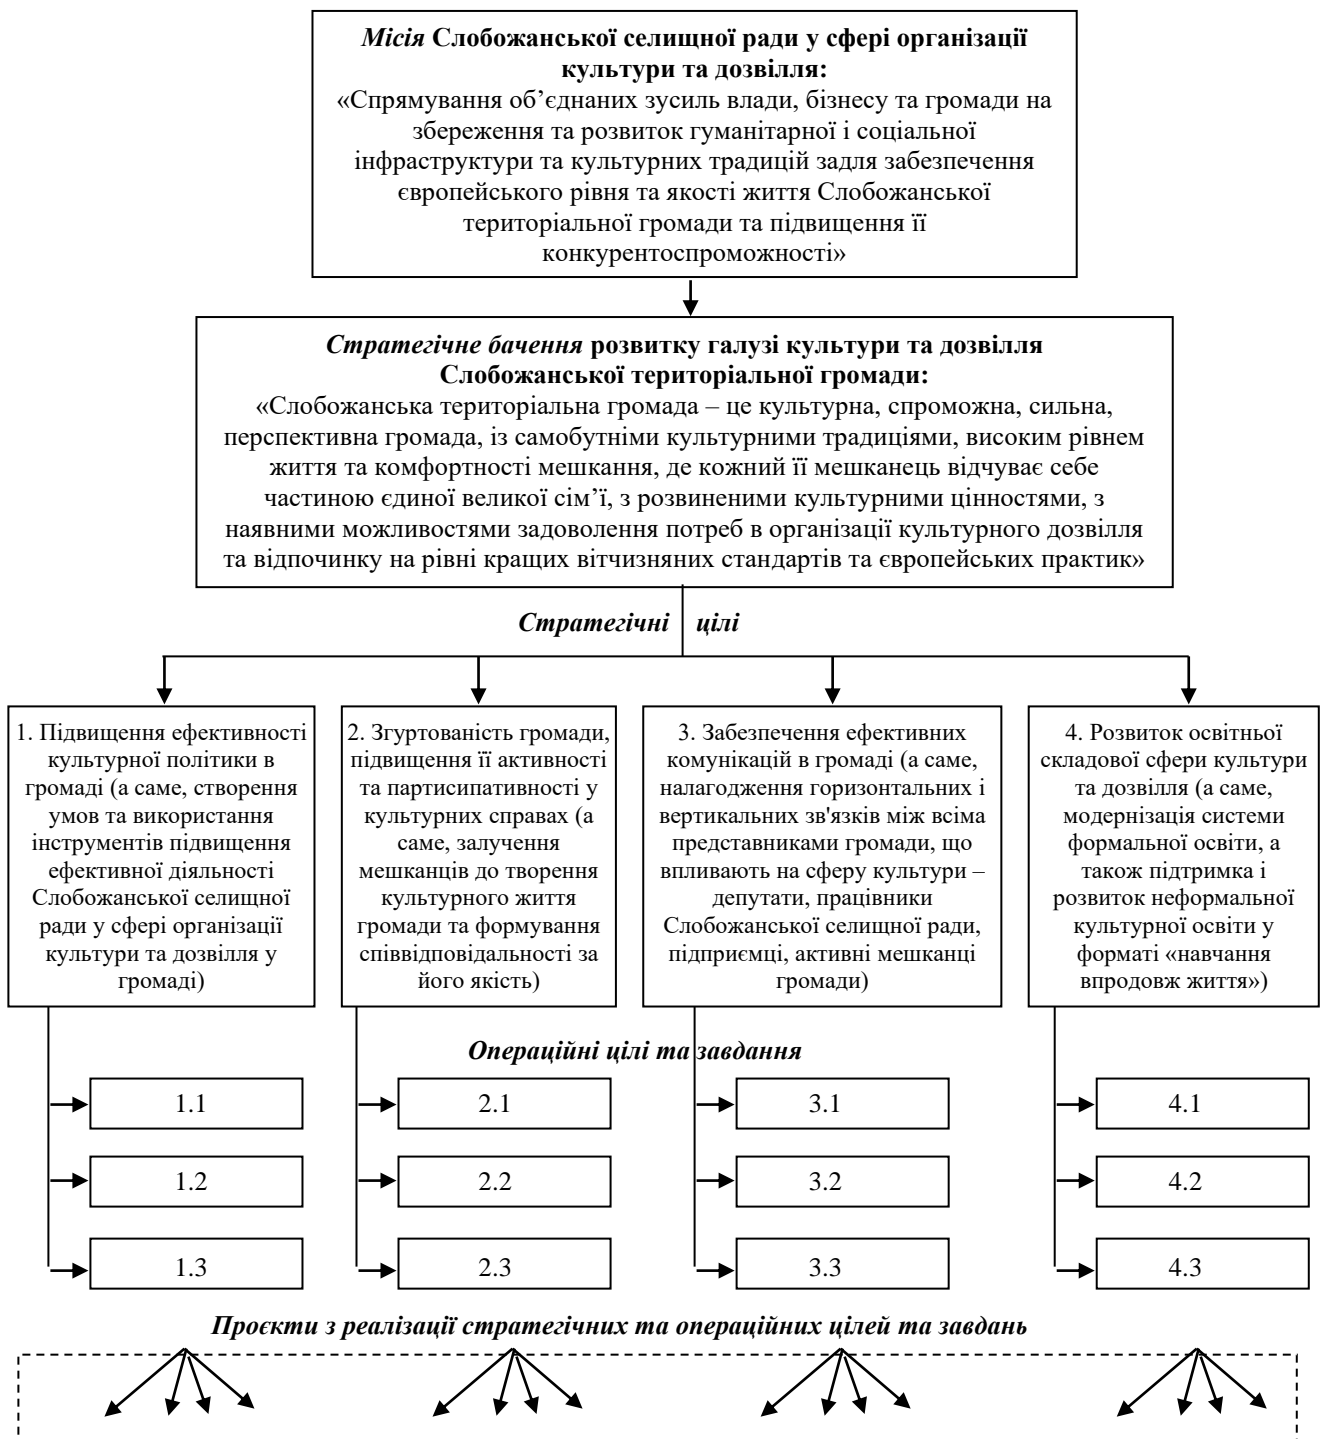 Місія Слобожанської селищної ради у сфері організації
культури та дозвілля:
«Спрямування об’єднаних зусиль влади, бізнесу та громади на
збереження та розвиток гуманітарної і соціальної
інфраструктури та культурних традицій задля забезпечення
європейського рівня та якості життя Слобожанської
територіальної громади та підвищення її
конкурентоспроможності»
Стратегічне бачення розвитку галузі культури та дозвілля
Слобожанської територіальної громади:
«Слобожанська територіальна громада – це культурна, спроможна, сильна,
перспективна громада, із самобутніми культурними традиціями, високим рівнем
життя та комфортності мешкання, де кожний її мешканець відчуває себе
частиною єдиної великої сім’ї, з розвиненими культурними цінностями, з
наявними можливостями задоволення потреб в організації культурного дозвілля
та відпочинку на рівні кращих вітчизняних стандартів та європейських практик»
Стратегічні цілі
1. Підвищення ефективності
культурної політики в
громаді (а саме, створення
умов та використання
інструментів підвищення
ефективної діяльності
Слобожанської селищної
ради у сфері організації
культури та дозвілля у
громаді)
2. Згуртованість громади,
підвищення її активності
та партисипативності у
культурних справах (а
саме, залучення
мешканців до творення
культурного життя
громади та формування
співвідповідальності за
його якість)
3. Забезпечення ефективних
комунікацій в громаді (а саме,
налагодження горизонтальних і
вертикальних зв'язків між всіма
представниками громади, що
впливають на сферу культури –
депутати, працівники
Слобожанської селищної ради,
підприємці, активні мешканці
громади)
4. Розвиток освітньої
складової сфери культури
та дозвілля (а саме,
модернізація системи
формальної освіти, а
також підтримка і
розвиток неформальної
культурної освіти у
форматі «навчання
впродовж життя»)
Операційні цілі та завдання
1.1
2.1
3.1
4.1
1.2
2.2
3.2
4.2
1.3
2.3
3.3
4.3
Проєкти з реалізації стратегічних та операційних цілей та завдань